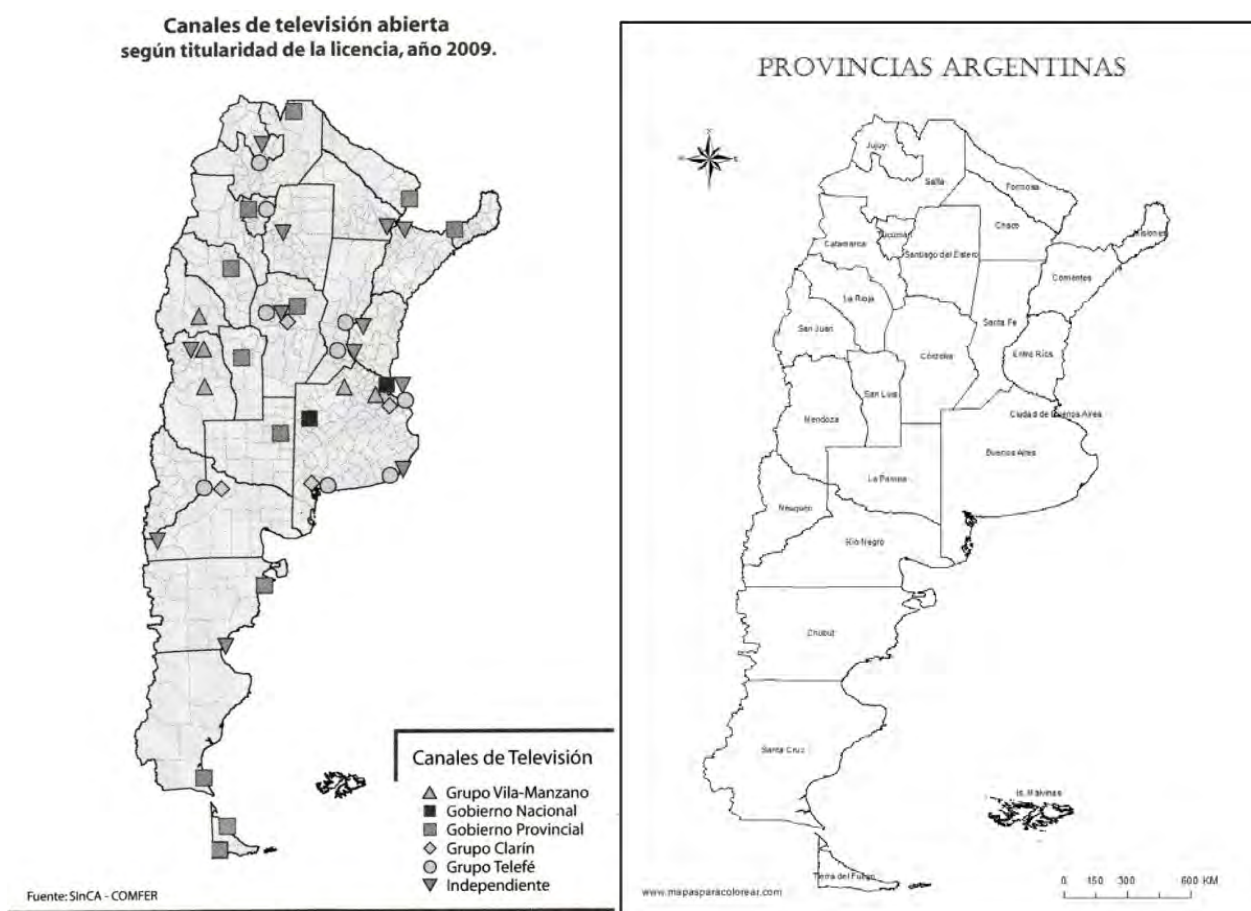 Canales de televisión abierta
según titularidad de la licencia, año 2009.
Canales de Televisión
Grupo Vila-Manzano
Gobierno Nacional
Gobierno Provincial
Grupo Clarín
Grupo Telefé
Independiente
Fuente: SInCA - COMFER
PROVINCIAS ARGENTINAS
Jujuy
Salta
Formosa
Chaco
Misiones
Catamarca
Tucumán
Santiago del Estero
Corrientes
La Rioja
Santa Fe
San Juan
Córdoba
Entre Ríos
San Luis
Ciudad de Buenos Aires
Mendoza
Buenos Aires
La Pampa
Neuquén
Río Negro
Chubut
Santa Cruz
Is. Malvinas
Tierra del Fuego
www.mapasparacolorear.com
0 150 300 600 KM